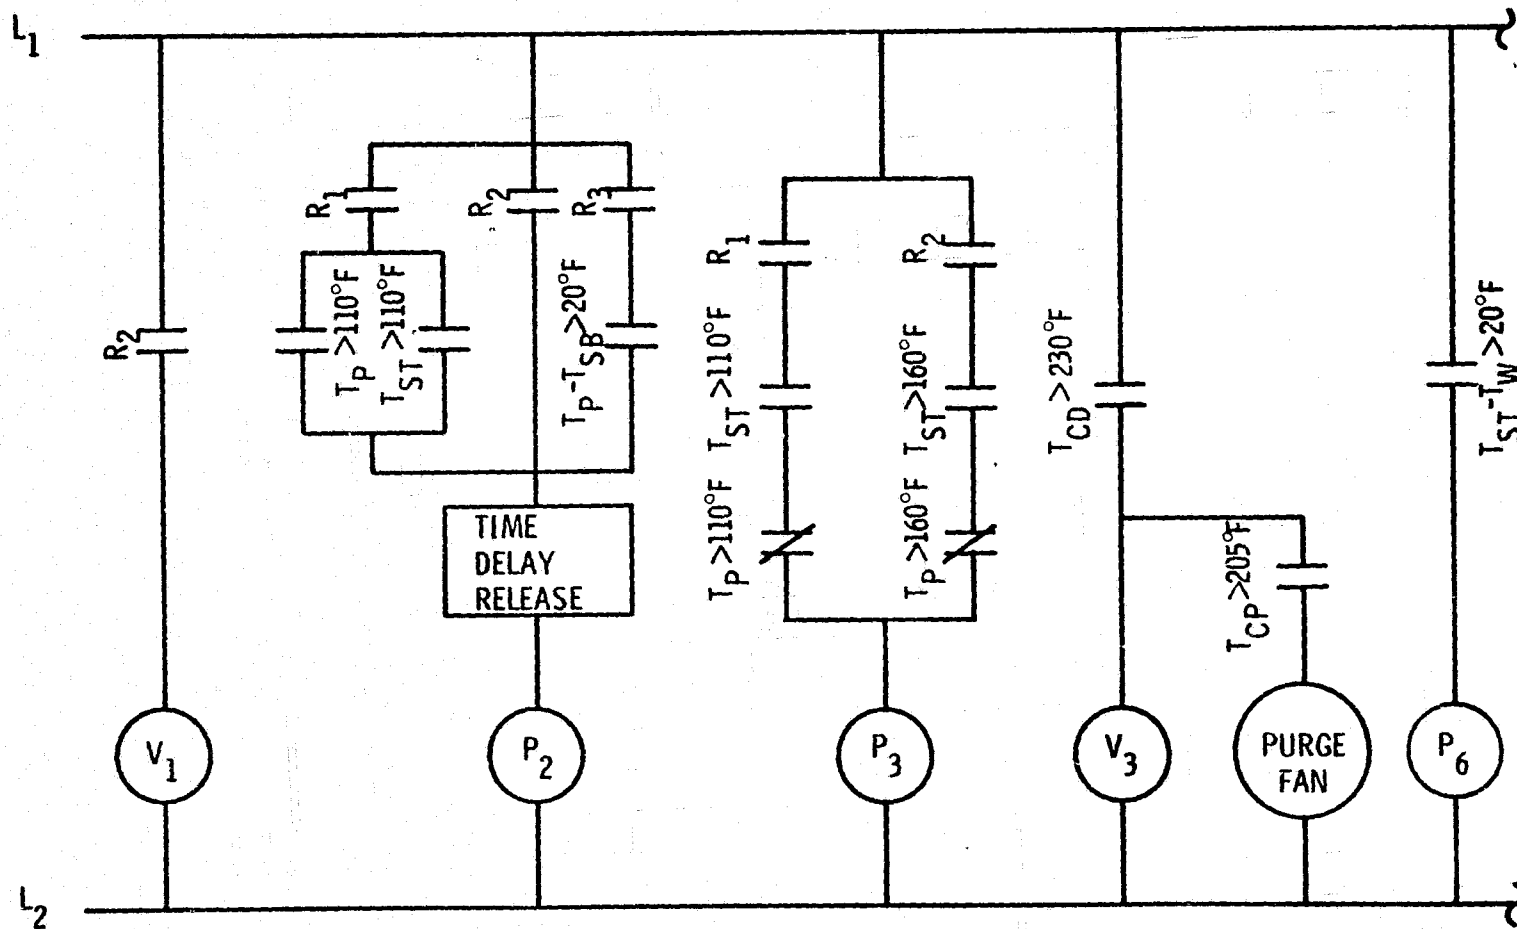 L1
R2
V1
R1
TP>110°F
TST>110°F
R2
R3
TP-TSB>20°F
TIME
DELAY
RELEASE
P2
R1
TST>110°F
TP>110°F
R2
TST>160°F
TP>160°F
P3
TCD>230°F
V3
TCP>205°F
PURGE
FAN
TST-TW>20°F
P6
L2